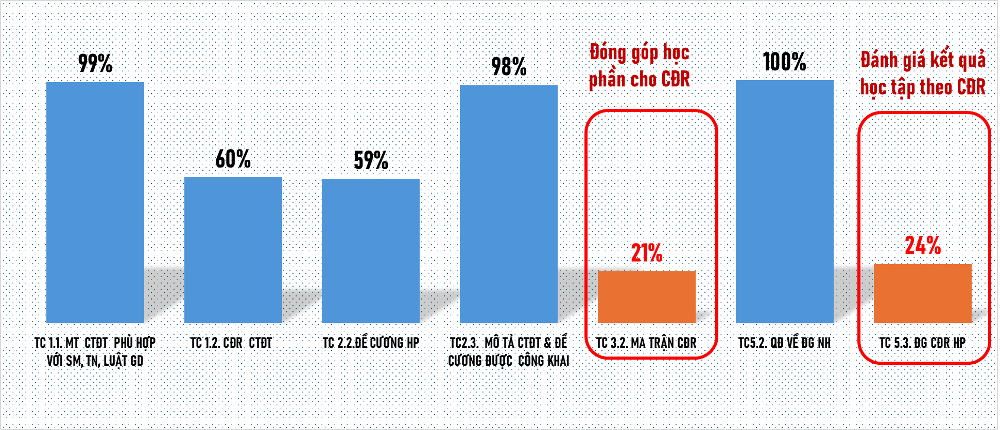 99%
60%
59%
98%
Đóng góp học
phần cho CĐR
21%
100%
Đánh giá kết quả
học tập theo CĐR
24%
TC 1.1. MT CTĐT PHÙ HỢP
VỚI SM, TN, LUẬT GD
TC 1.2. CĐR CTĐT
TC 2.2.ĐỀ CƯƠNG HP
TC2.3. MÔ TẢ CTĐT & ĐỀ
CƯƠNG ĐƯỢC CÔNG KHAI
TC 3.2. MA TRẬN CĐR
TC5.2. QĐ VỀ ĐG NH
TC 5.3. ĐG CĐR HP